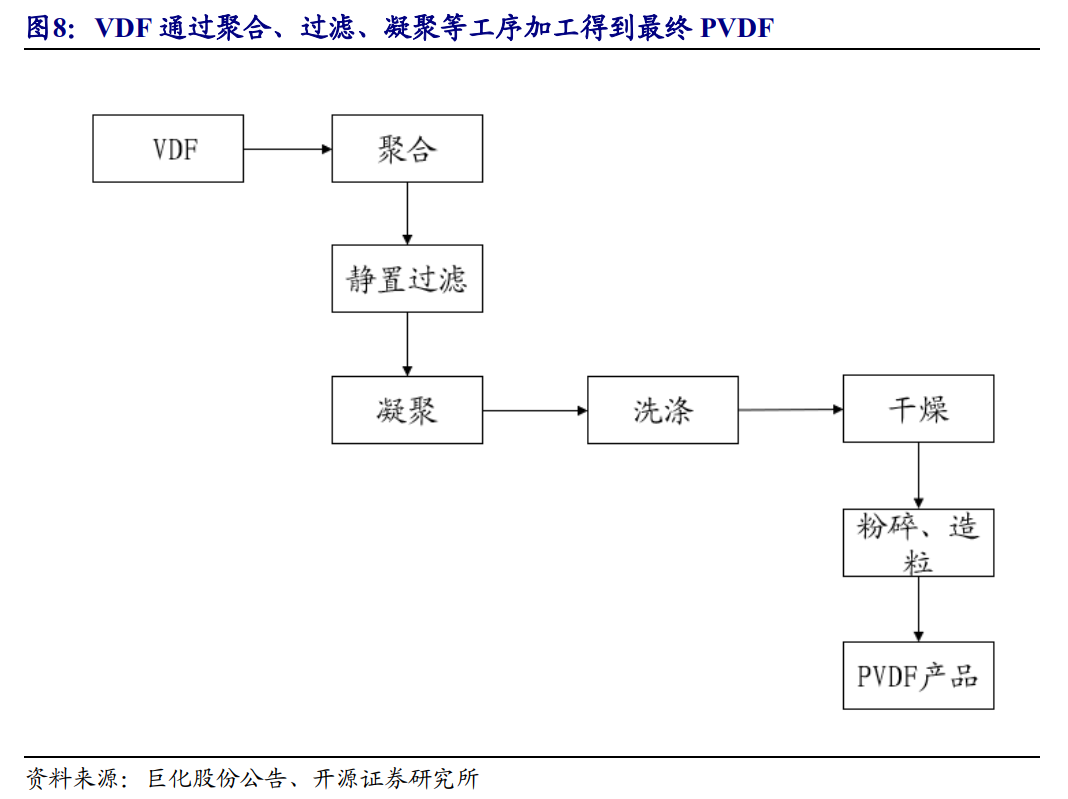 图8：VDF 通过聚合、过滤、凝聚等工序加工得到最终 PVDF
VDF
聚合
静置过滤
凝聚
洗涤
干燥
粉碎、造
粒
PVDF产品
资料来源：巨化股份公告、开源证券研究所